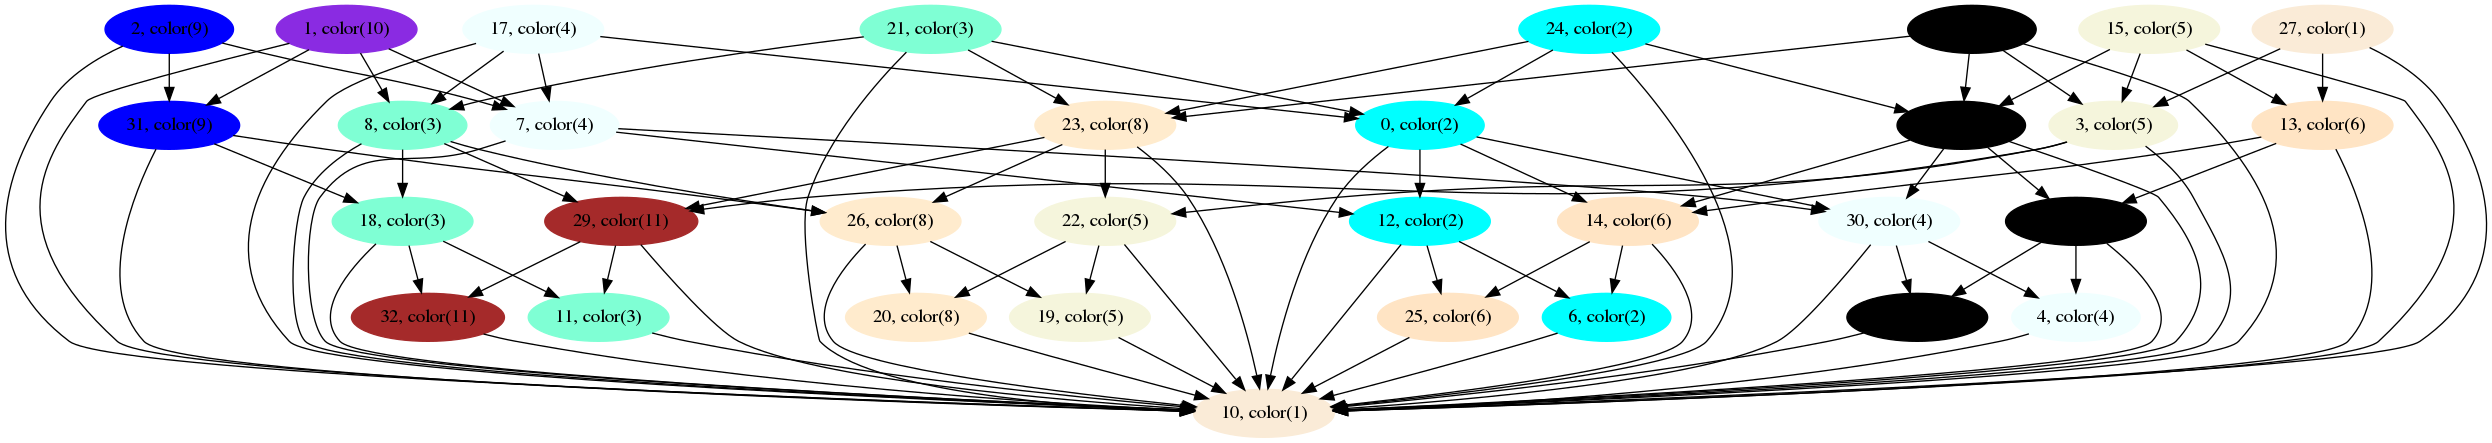 2, color(9)
1, color(10)
17, color(4)
21, color(3)
24, color(2)
15, color(5)
27, color(1)
31, color(9)
8, color(3)
7, color(4)
23, color(8)
0, color(2)
3, color(5)
13, color(6)
18, color(3)
29, color(11)
26, color(8)
22, color(5)
12, color(2)
14, color(6)
30, color(4)
32, color(11)
11, color(3)
20, color(8)
19, color(5)
25, color(6)
6, color(2)
4, color(4)
10, color(1)